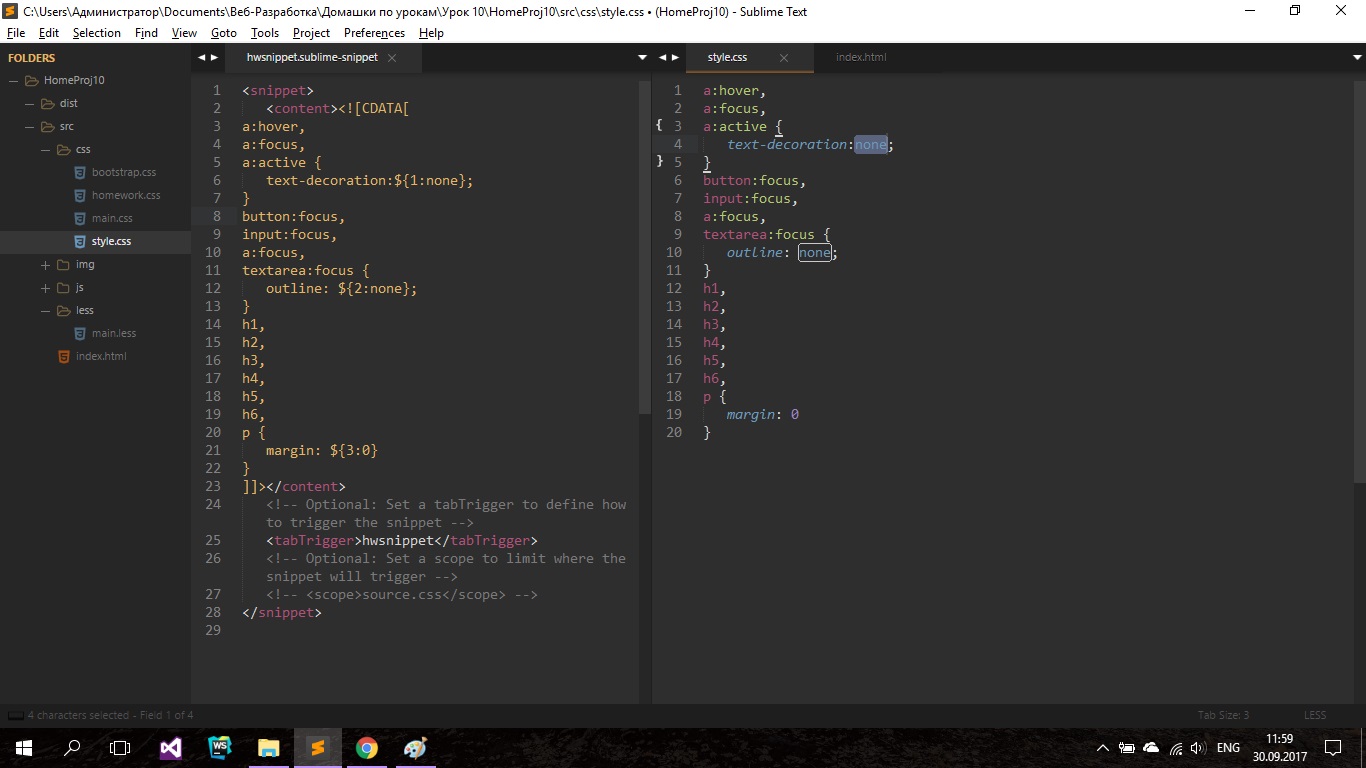 C:\Users\Администратор\Documents\Веб-Разработка\Домашки по урокам\Урок 10\HomeProj10\src\css\style.css • (HomeProj10) - Sublime Text
File Edit Selection Find View Goto Tools Project Preferences Help
FOLDERS
HomeProj10
dist
src
css
bootstrap.css
homework.css
main.css
style.css
img
js
less
main.less
index.html
hwsnippet.sublime-snippet
1 <snippet>
2 <content><![CDATA[
3 a:hover,
4 a:focus,
5 a:active {
6 text-decoration:${1:none};
7 }
8 button:focus,
9 input:focus,
10 a:focus,
11 textarea:focus {
12 outline: ${2:none};
13 }
14 h1,
15 h2,
16 h3,
17 h4,
18 h5,
19 h6,
20 p {
21 margin: ${3:0}
22 }
23 ]]></content>
24 <!-- Optional: Set a tabTrigger to define how
to trigger the snippet -->
25 <tabTrigger>hwsnippet</tabTrigger>
26 <!-- Optional: Set a scope to limit where the
snippet will trigger -->
27 <!-- <scope>source.css</scope> -->
28 </snippet>
29
style.css index.html
1 a:hover,
2 a:focus,
{ 3 a:active {
4 text-decoration:none;
} 5 }
6 button:focus,
7 input:focus,
8 a:focus,
9 textarea:focus {
10 outline: none;
11 }
12 h1,
13 h2,
14 h3,
15 h4,
16 h5,
17 h6,
18 p {
19 margin: 0
20 }
4 characters selected - Field 1 of 4
Tab Size: 3 LESS
WS
ENG
11:59
30.09.2017